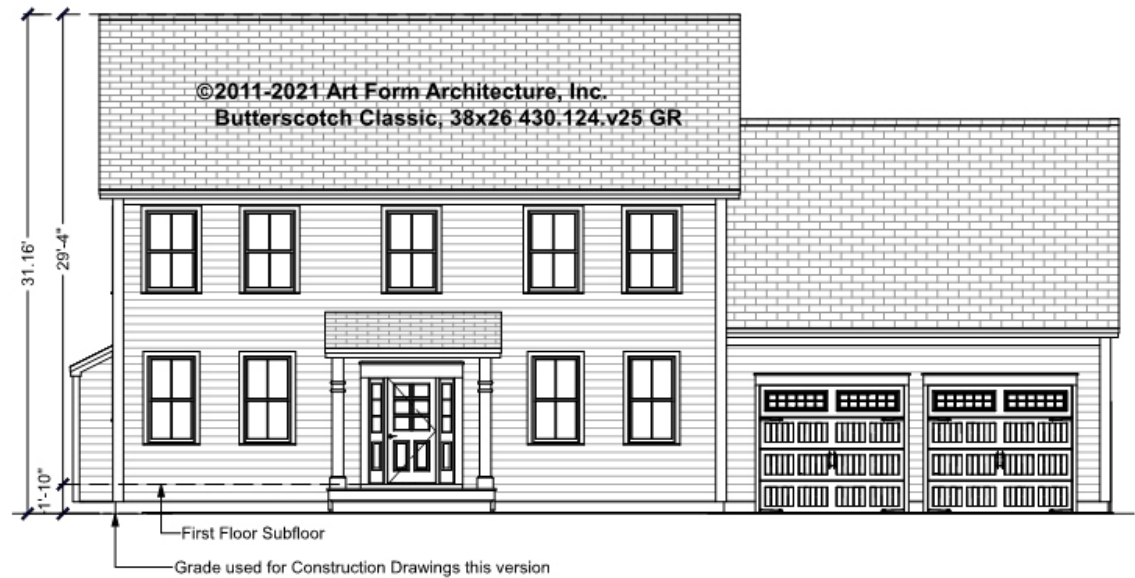 ©2011-2021 Art Form Architecture, Inc.
Butterscotch Classic, 38x26 430.124.v25 GR
31.16'
29'-4"
1'-10"
First Floor Subfloor
Grade used for Construction Drawings this version